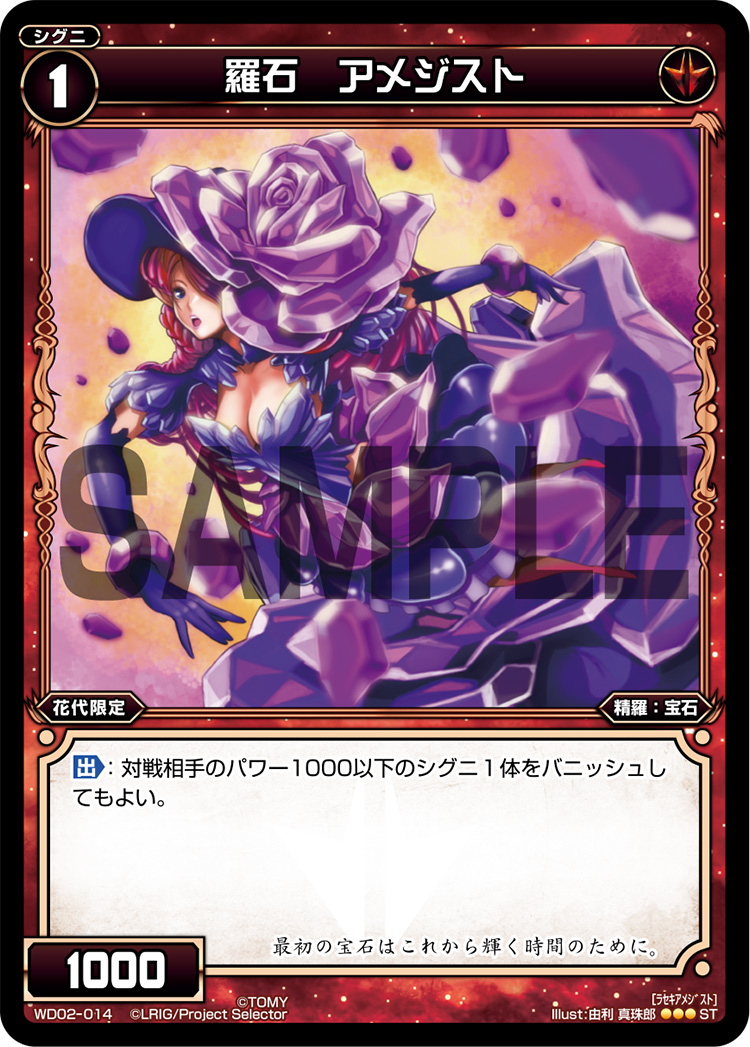 シグニ
1
羅石　アメジスト
SAMPLE
花代限定
精羅：宝石
出：対戦相手のパワー1000以下のシグニ１体をバニッシュし
てもよい。
最初の宝石はこれから輝く時間のために。
1000
[ラセキアメジスト]
©TOMY
WD02-014 ©LRIG/Project Selector
Illust:由利 真珠郎 ST